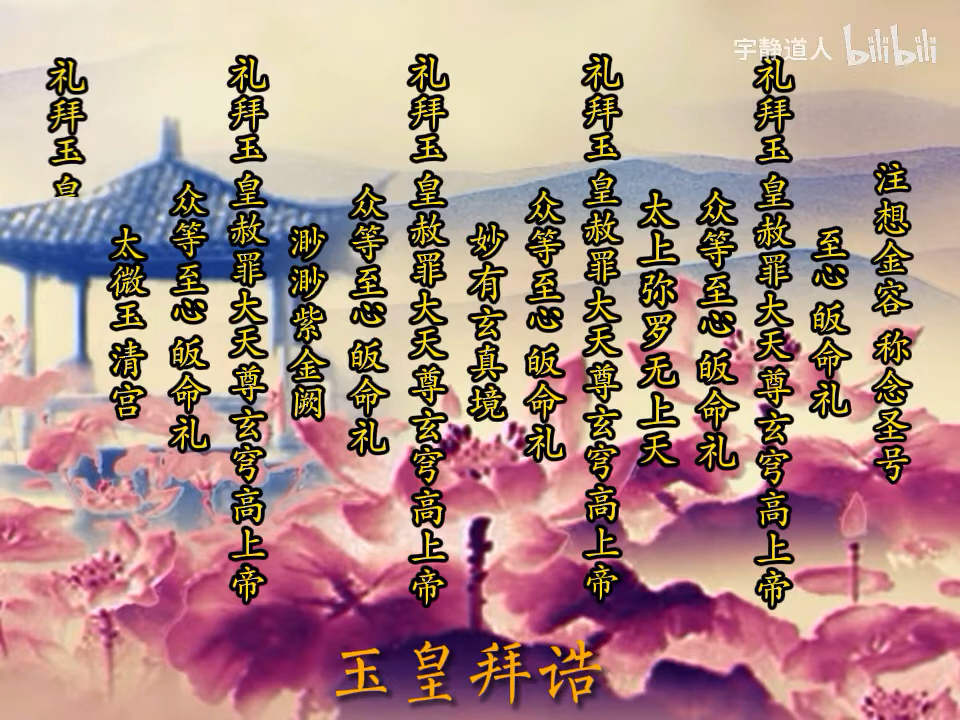 宇静道人 bilibili
注想金容 称念圣号
至心 皈命礼
礼拜玉皇赦罪大天尊玄穹高上帝
众等至心 皈命礼
太上弥罗无上天
礼拜玉皇赦罪大天尊玄穹高上帝
众等至心 皈命礼
妙有玄真境
礼拜玉皇赦罪大天尊玄穹高上帝
众等至心 皈命礼
渺渺紫金阙
礼拜玉皇赦罪大天尊玄穹高上帝
众等至心 皈命礼
太微玉清宫
礼拜玉皇
玉皇拜诰